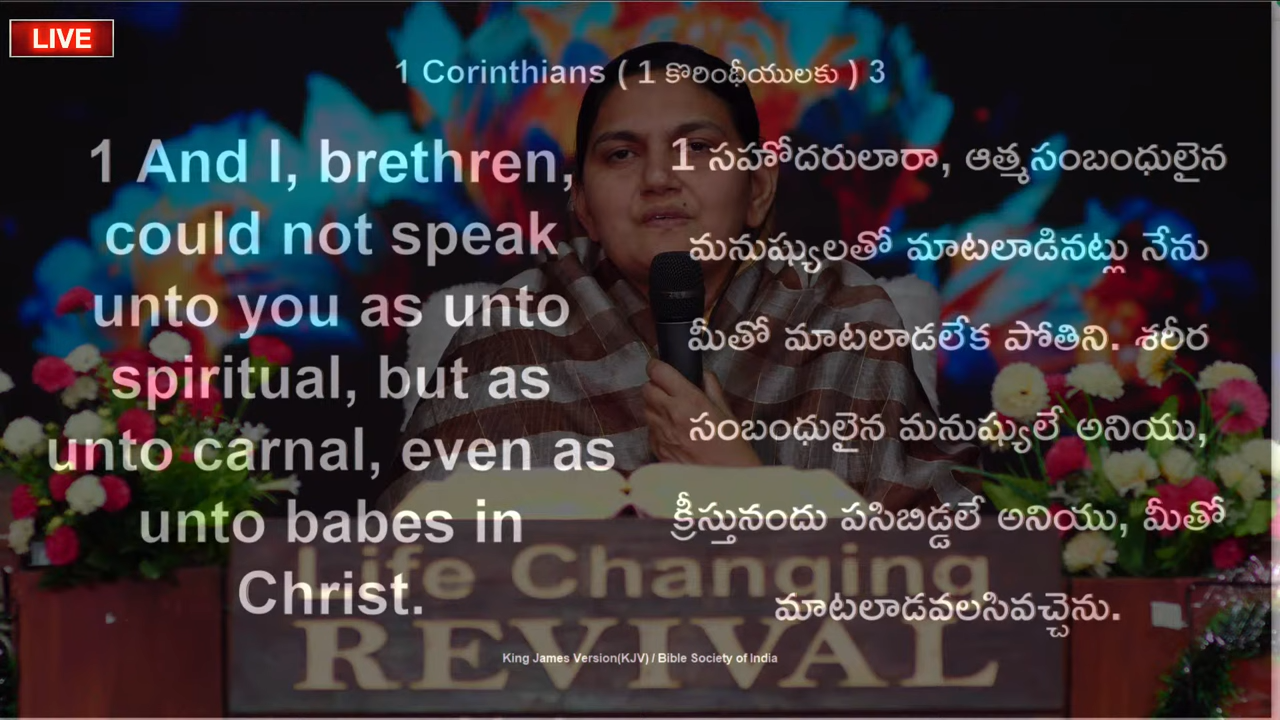 LIVE
1 Corinthians ( 1 కొరింథీయులకు ) 3
1 And I, brethren,
could not speak
unto you as unto
spiritual, but as
unto carnal, even as
unto babes in
Christ.
1 సహోదరులారా, ఆత్మసంబంధులైన
మనుష్యులతో మాటలాడినట్లు నేను
మీతో మాటలాడలేక పోతిని. శరీర
సంబంధులైన మనుష్యులే అనియు,
క్రీస్తునందు పసిబిడ్డలే అనియు, మీతో
మాటలాడవలసివచ్చెను.
Life Changing
REVIVAL
King James Version(KJV) / Bible Society of India